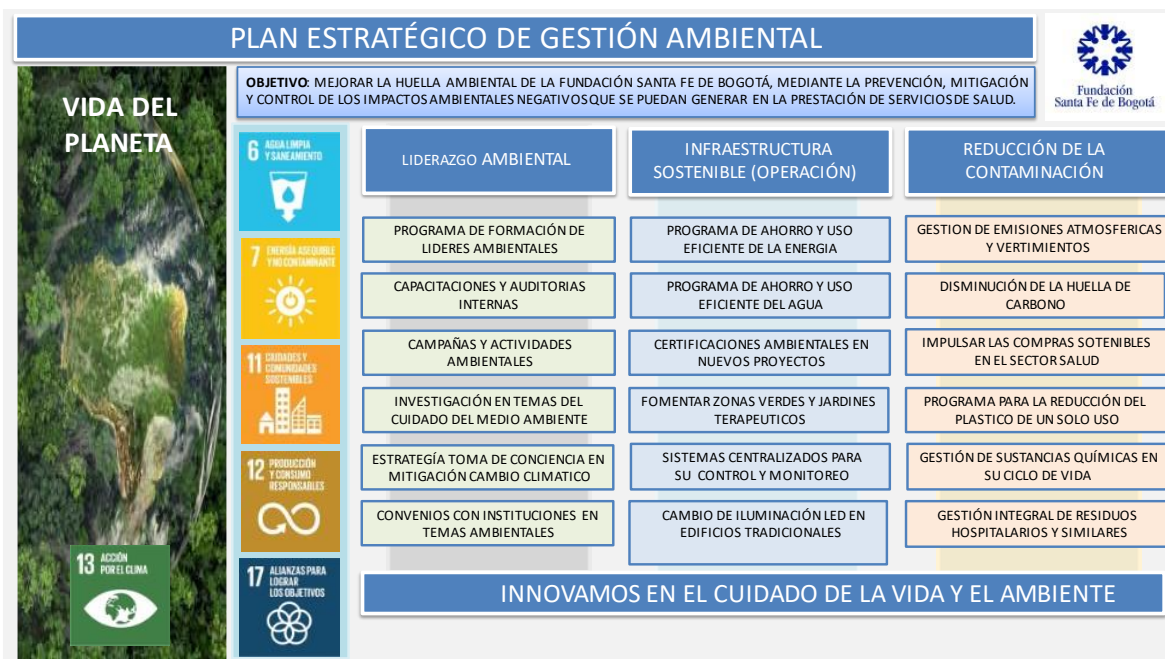 PLAN ESTRATÉGICO DE GESTIÓN AMBIENTAL
Fundación
Santa Fe de Bogotá
OBJETIVO: MEJORAR LA HUELLA AMBIENTAL DE LA FUNDACIÓN SANTA FE DE BOGOTÁ, MEDIANTE LA PREVENCIÓN, MITIGACIÓN
Y CONTROL DE LOS IMPACTOS AMBIENTALES NEGATIVOS QUE SE PUEDAN GENERAR EN LA PRESTACIÓN DE SERVICIOS DE SALUD.
VIDA DEL
PLANETA
13 ACCIÓN
POR EL CLIMA
6 AGUA LIMPIA
Y SANEAMIENTO
7 ENERGÍA ASEQUIBLE
Y NO CONTAMINANTE
11 CIUDADES Y
COMUNIDADES
SOSTENIBLES
12 PRODUCCIÓN
Y CONSUMO
RESPONSABLES
17 ALIANZAS PARA
LOGRAR
LOS OBJETIVOS
LIDERAZGO AMBIENTAL
PROGRAMA DE FORMACIÓN DE
LIDERES AMBIENTALES
CAPACITACIONES Y AUDITORIAS
INTERNAS
CAMPAÑAS Y ACTIVIDADES
AMBIENTALES
INVESTIGACIÓN EN TEMAS DEL
CUIDADO DEL MEDIO AMBIENTE
ESTRATEGÍA TOMA DE CONCIENCIA EN
MITIGACIÓN CAMBIO CLIMATICO
CONVENIOS CON INSTITUCIONES EN
TEMAS AMBIENTALES
INFRAESTRUCTURA
SOSTENIBLE (OPERACIÓN)
PROGRAMA DE AHORRO Y USO
EFICIENTE DE LA ENERGIA
PROGRAMA DE AHORRO Y USO
EFICIENTE DEL AGUA
CERTIFICACIONES AMBIENTALES EN
NUEVOS PROYECTOS
FOMENTAR ZONAS VERDES Y JARDINES
TERAPEUTICOS
SISTEMAS CENTRALIZADOS PARA
SU CONTROL Y MONITOREO
CAMBIO DE ILUMINACIÓN LED EN
EDIFICIOS TRADICIONALES
REDUCCIÓN DE LA
CONTAMINACIÓN
GESTION DE EMISIONES ATMOSFERICAS
Y VERTIMIENTOS
DISMINUCIÓN DE LA HUELLA DE
CARBONO
IMPULSAR LAS COMPRAS SOTENIBLES
EN EL SECTOR SALUD
PROGRAMA PARA LA REDUCCIÓN DEL
PLASTICO DE UN SOLO USO
GESTIÓN DE SUSTANCIAS QUÍMICAS EN
SU CICLO DE VIDA
GESTIÓN INTEGRAL DE RESIDUOS
HOSPITALARIOS Y SIMILARES
INNOVAMOS EN EL CUIDADO DE LA VIDA Y EL AMBIENTE